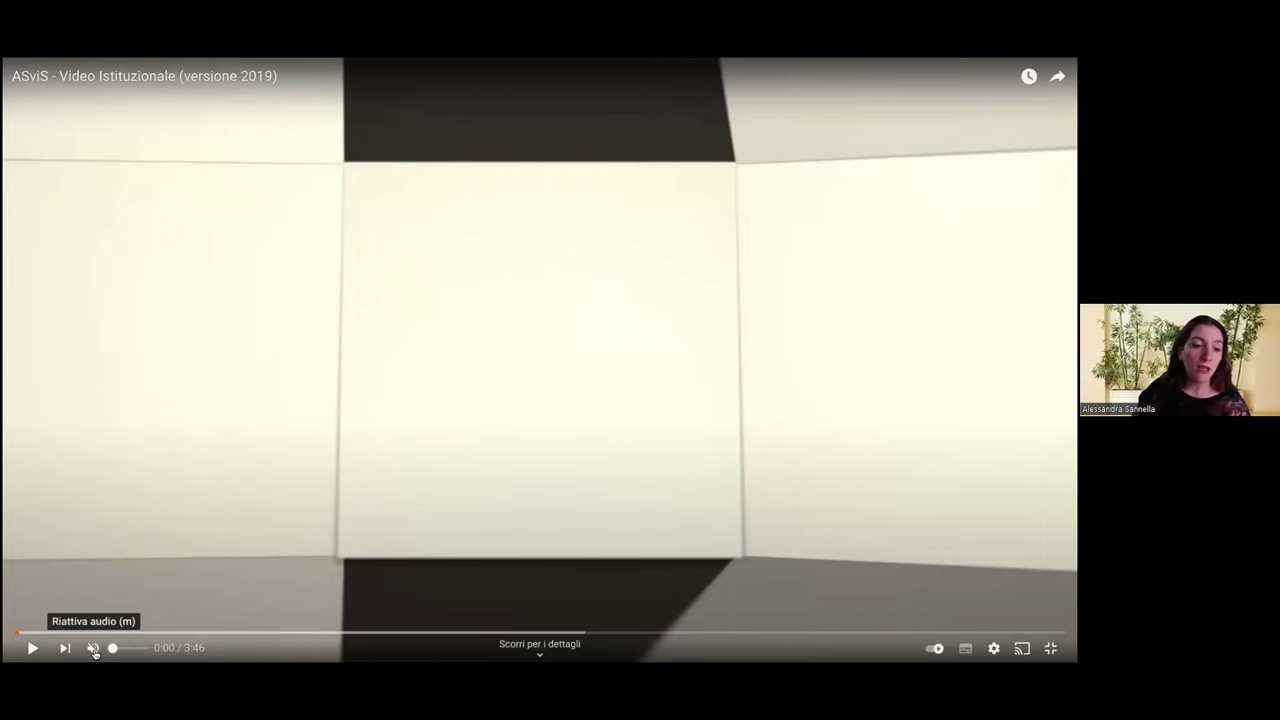 ASviS - Video Istituzionale (versione 2019)
Alessandra Sannella
Riattiva audio (m)
Scorri per i dettagli
0:00 / 3:46